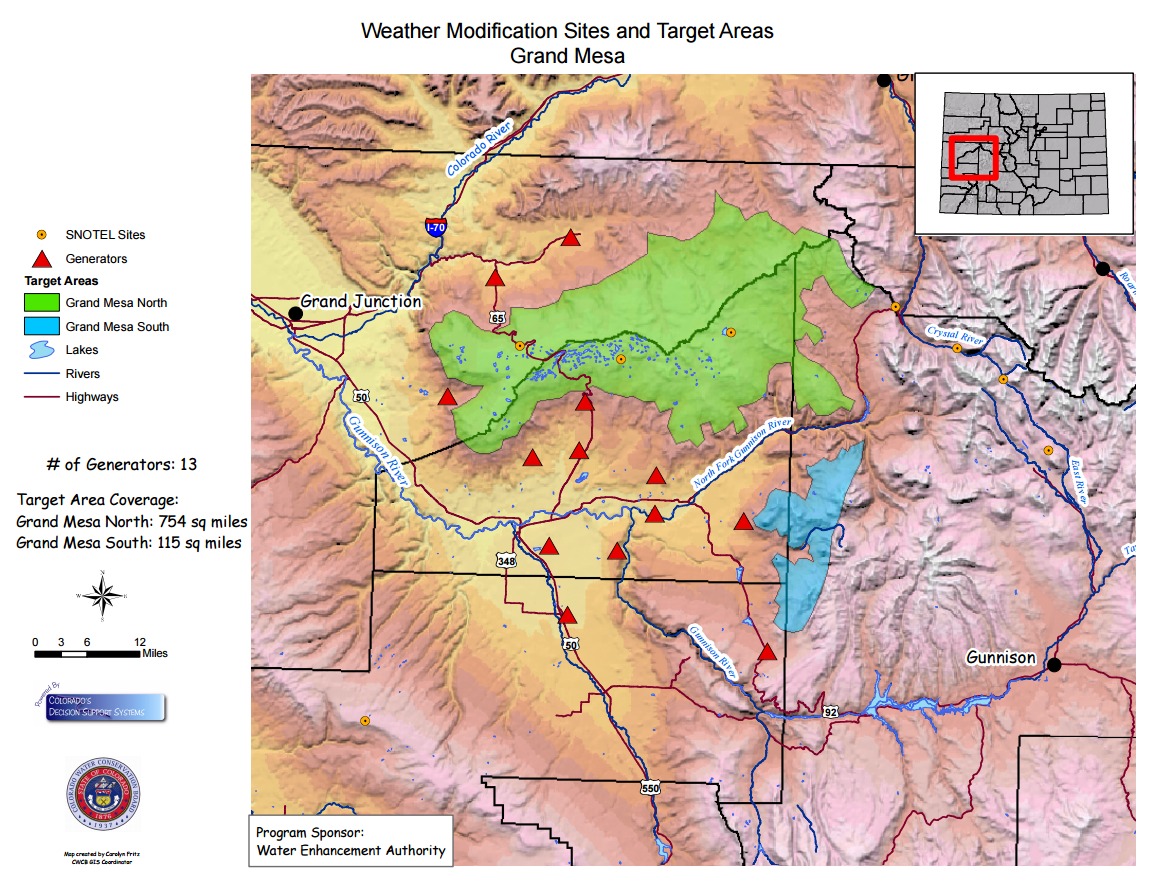 Weather Modification Sites and Target Areas
Grand Mesa
SNOTEL Sites
Generators
Target Areas
Grand Mesa North
Grand Mesa South
Lakes
Rivers
Highways
# of Generators: 13
Target Area Coverage:
Grand Mesa North: 754 sq miles
Grand Mesa South: 115 sq miles
N
W
E
S
0 3 6 12
Miles
Powered By
COLORADO'S
DECISION SUPPORT SYSTEMS
COLORADO WATER CONSERVATION BOARD
STATE OF COLORADO
1876
1937
Map created by Carolyn Fritz
CWCB GIS Coordinator
Colorado River
I-70
Grand Junction
65
50
Gunnison River
Crystal River
North Fork Gunnison River
East River
348
50
Gunnison River
Gunnison
92
550
Program Sponsor:
Water Enhancement Authority